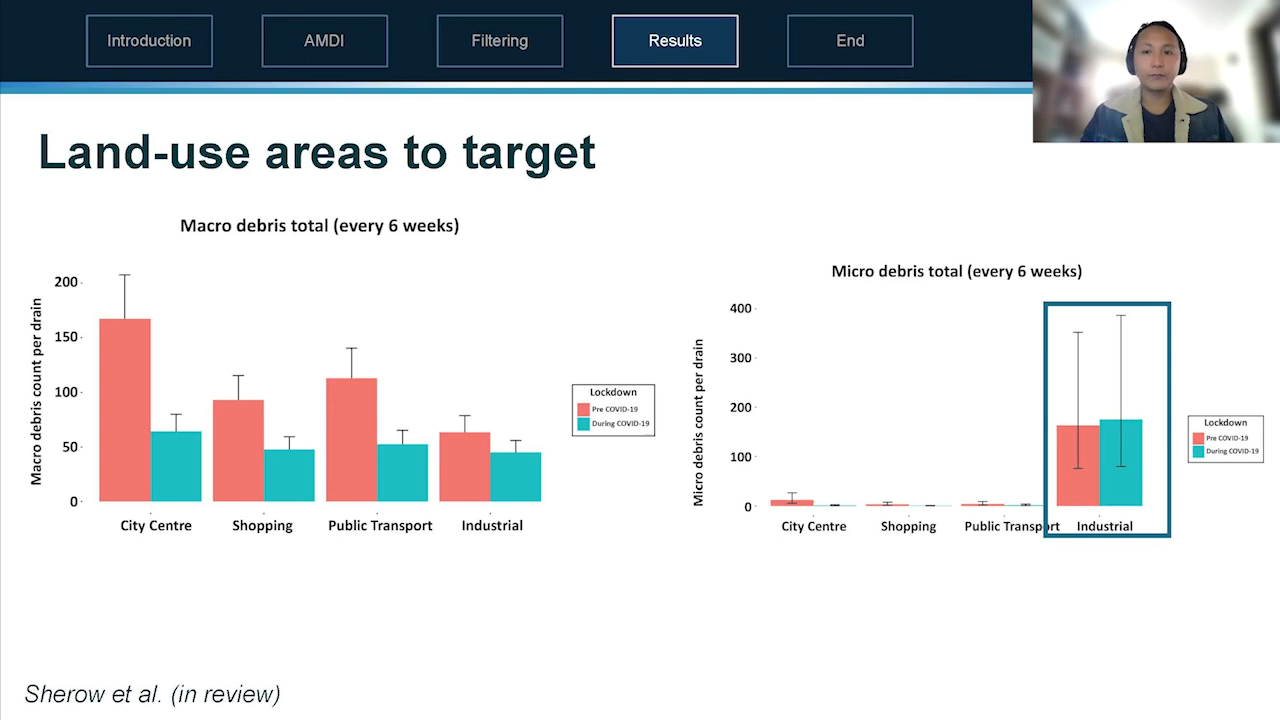 Introduction
AMDI
Filtering
Results
End
Land-use areas to target
Macro debris total (every 6 weeks)
Macro debris count per drain
200
150
100
50
0
City Centre
Shopping
Public Transport
Industrial
Lockdown
Pre COVID-19
During COVID-19
Micro debris total (every 6 weeks)
Micro debris count per drain
400
300
200
100
0
City Centre
Shopping
Public Transport
Industrial
Lockdown
Pre COVID-19
During COVID-19
Sherow et al. (in review)